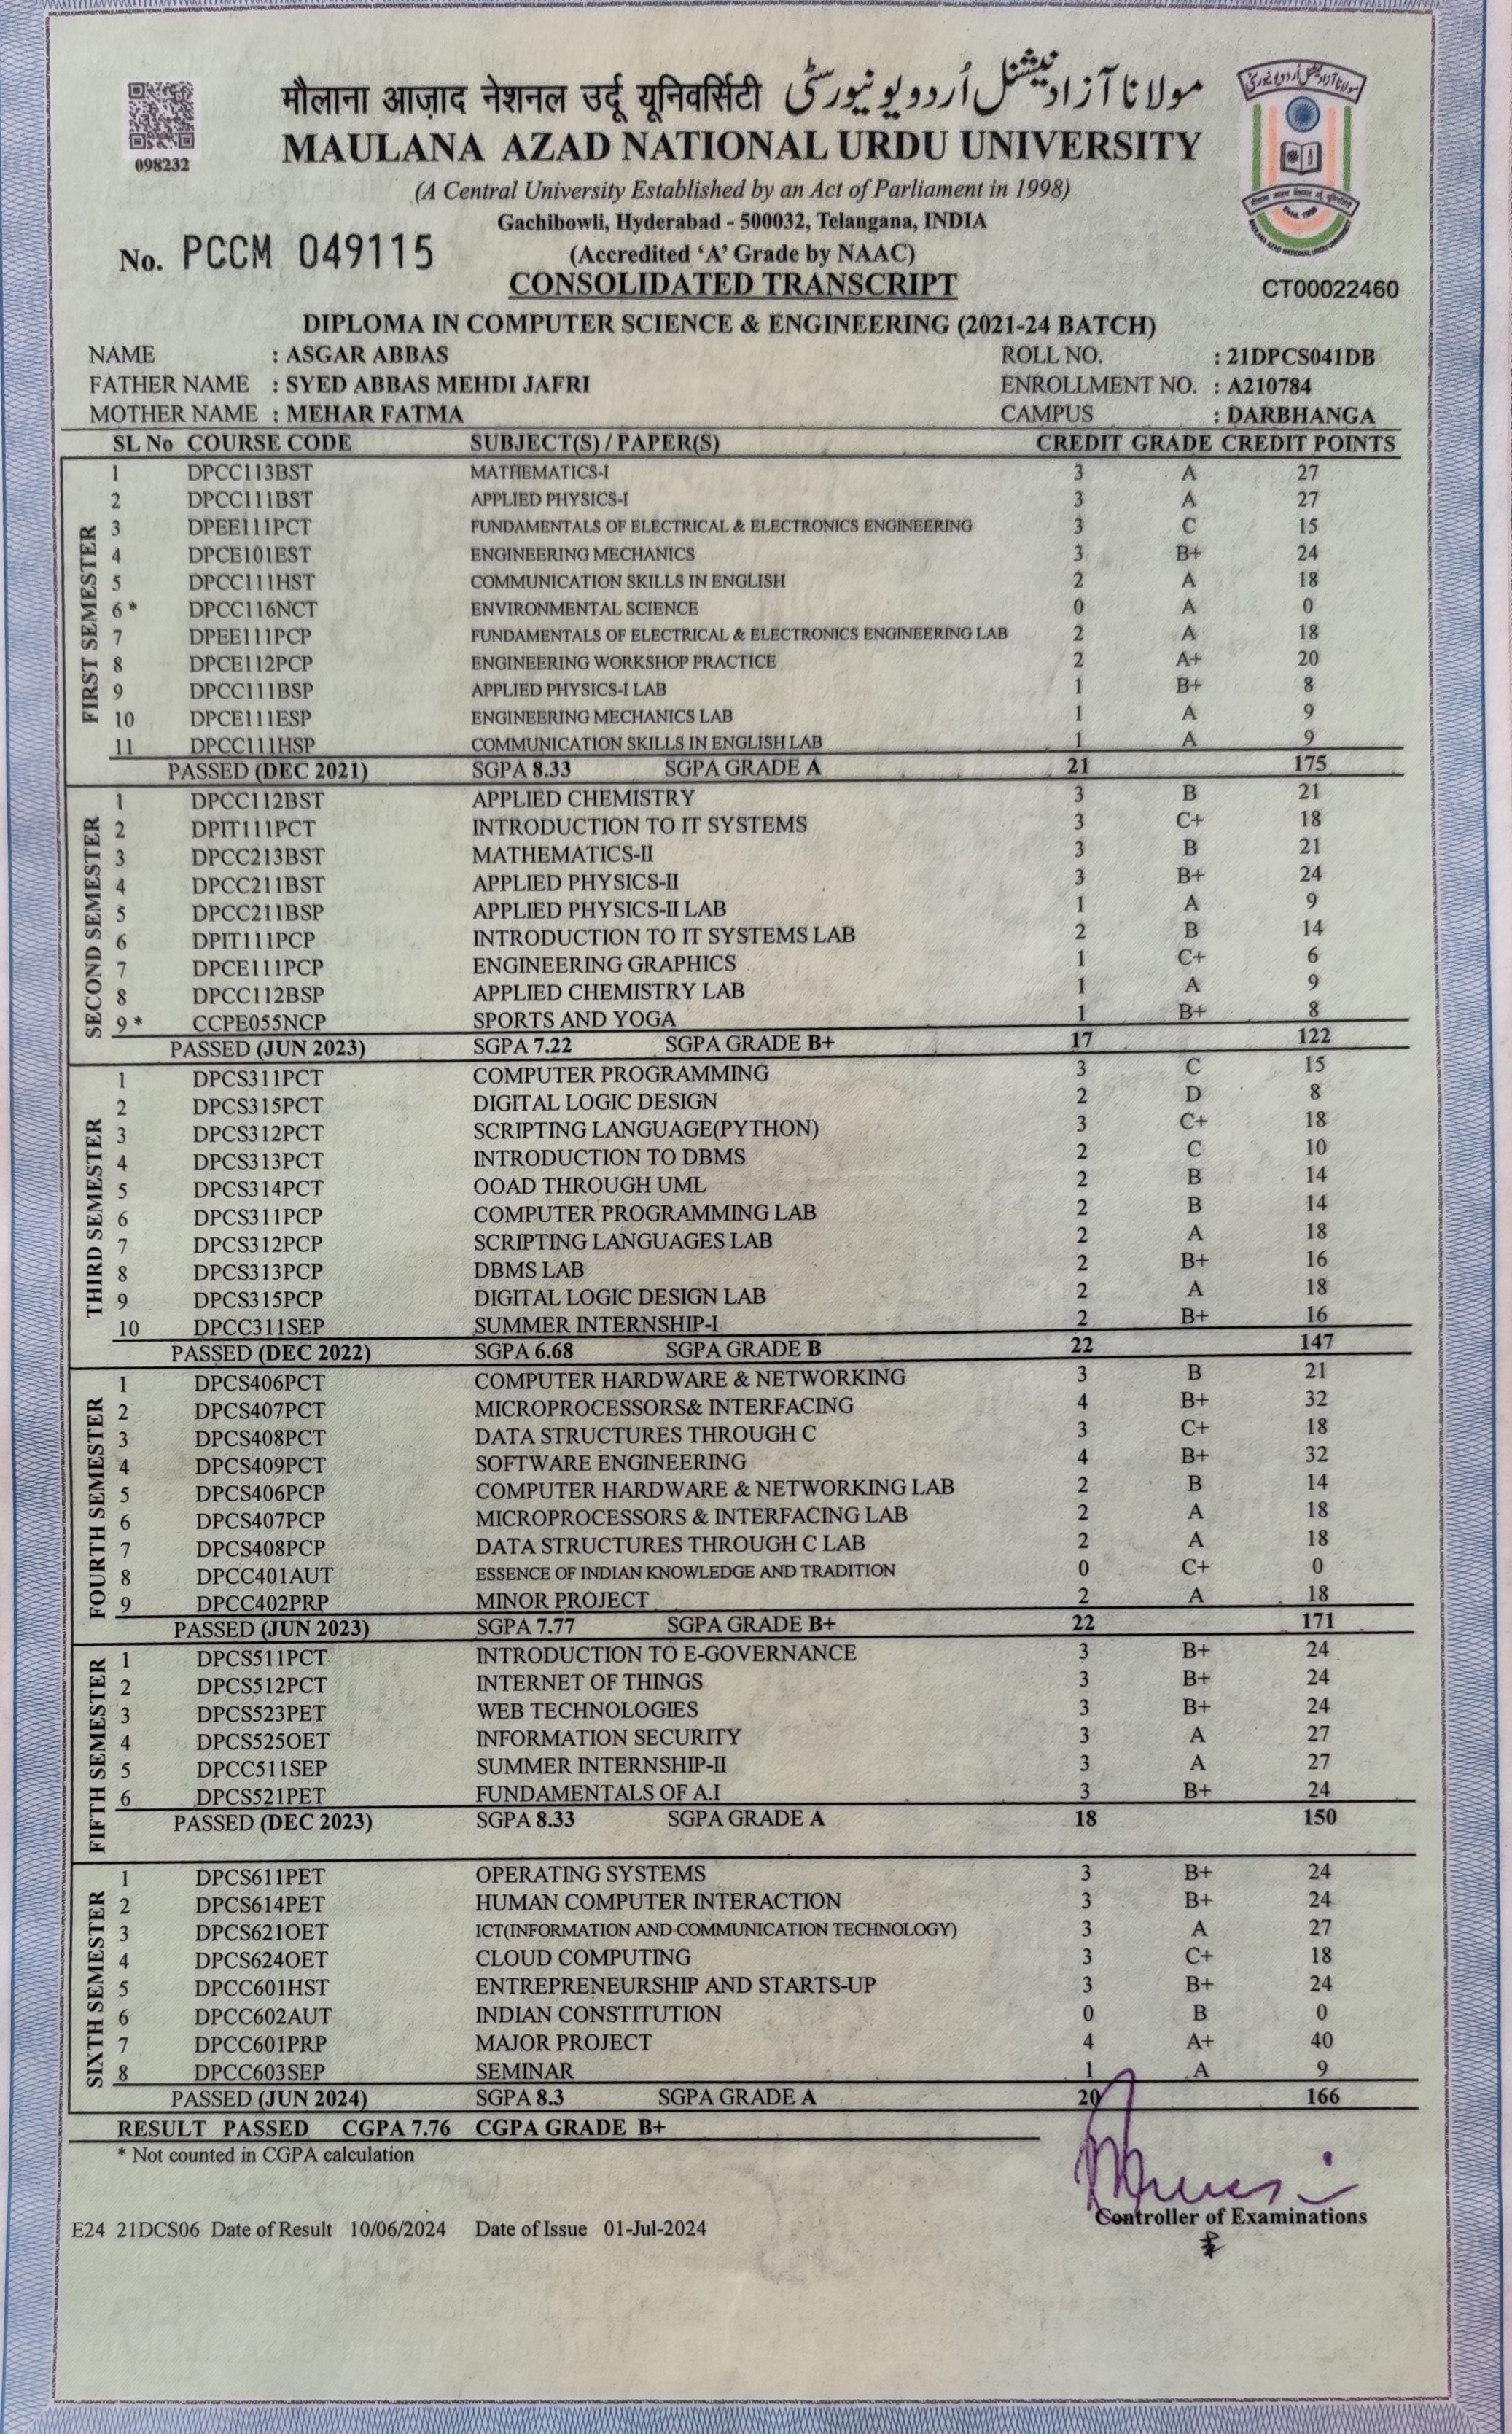 मौलाना आज़ाद नेशनल उर्दू यूनिवर्सिटी مولانا آزاد نیشنل اُردو یونیورسٹی
098232
MAULANA AZAD NATIONAL URDU UNIVERSITY
(A Central University Established by an Act of Parliament in 1998)
Gachibowli, Hyderabad - 500032, Telangana, INDIA
No. PCCM 049115 (Accredited ‘A’ Grade by NAAC)
CONSOLIDATED TRANSCRIPT CT00022460
DIPLOMA IN COMPUTER SCIENCE & ENGINEERING (2021-24 BATCH)
NAME : ASGAR ABBAS ROLL NO. : 21DPCS041DB
FATHER NAME : SYED ABBAS MEHDI JAFRI ENROLLMENT NO. : A210784
MOTHER NAME : MEHAR FATMA CAMPUS : DARBHANGA
SL No COURSE CODE SUBJECT(S) / PAPER(S) CREDIT GRADE CREDIT POINTS
FIRST SEMESTER
1 DPCC113BST MATHEMATICS-I 3 A 27
2 DPCC111BST APPLIED PHYSICS-I 3 A 27
3 DPEE111PCT FUNDAMENTALS OF ELECTRICAL & ELECTRONICS ENGINEERING 3 C 15
4 DPCE101EST ENGINEERING MECHANICS 3 B+ 24
5 DPCC111HST COMMUNICATION SKILLS IN ENGLISH 2 A 18
6 * DPCC116NCT ENVIRONMENTAL SCIENCE 0 A 0
7 DPEE111PCP FUNDAMENTALS OF ELECTRICAL & ELECTRONICS ENGINEERING LAB 2 A 18
8 DPCE112PCP ENGINEERING WORKSHOP PRACTICE 2 A+ 20
9 DPCC111BSP APPLIED PHYSICS-I LAB 1 B+ 8
10 DPCE111ESP ENGINEERING MECHANICS LAB 1 A 9
11 DPCC111HSP COMMUNICATION SKILLS IN ENGLISH LAB 1 A 9
PASSED (DEC 2021) SGPA 8.33 SGPA GRADE A 21 175
SECOND SEMESTER
1 DPCC112BST APPLIED CHEMISTRY 3 B 21
2 DPIT111PCT INTRODUCTION TO IT SYSTEMS 3 C+ 18
3 DPCC213BST MATHEMATICS-II 3 B 21
4 DPCC211BST APPLIED PHYSICS-II 3 B+ 24
5 DPCC211BSP APPLIED PHYSICS-II LAB 1 A 9
6 DPIT111PCP INTRODUCTION TO IT SYSTEMS LAB 2 B 14
7 DPCE111PCP ENGINEERING GRAPHICS 1 C+ 6
8 DPCC112BSP APPLIED CHEMISTRY LAB 1 A 9
9 * CCPE055NCP SPORTS AND YOGA 1 B+ 8
PASSED (JUN 2023) SGPA 7.22 SGPA GRADE B+ 17 122
THIRD SEMESTER
1 DPCS311PCT COMPUTER PROGRAMMING 3 C 15
2 DPCS315PCT DIGITAL LOGIC DESIGN 2 D 8
3 DPCS312PCT SCRIPTING LANGUAGE(PYTHON) 3 C+ 18
4 DPCS313PCT INTRODUCTION TO DBMS 2 C 10
5 DPCS314PCT OOAD THROUGH UML 2 B 14
6 DPCS311PCP COMPUTER PROGRAMMING LAB 2 B 14
7 DPCS312PCP SCRIPTING LANGUAGES LAB 2 A 18
8 DPCS313PCP DBMS LAB 2 B+ 16
9 DPCS315PCP DIGITAL LOGIC DESIGN LAB 2 A 18
10 DPCC311SEP SUMMER INTERNSHIP-I 2 B+ 16
PASSED (DEC 2022) SGPA 6.68 SGPA GRADE B 22 147
FOURTH SEMESTER
1 DPCS406PCT COMPUTER HARDWARE & NETWORKING 3 B 21
2 DPCS407PCT MICROPROCESSORS& INTERFACING 4 B+ 32
3 DPCS408PCT DATA STRUCTURES THROUGH C 3 C+ 18
4 DPCS409PCT SOFTWARE ENGINEERING 4 B+ 32
5 DPCS406PCP COMPUTER HARDWARE & NETWORKING LAB 2 B 14
6 DPCS407PCP MICROPROCESSORS & INTERFACING LAB 2 A 18
7 DPCS408PCP DATA STRUCTURES THROUGH C LAB 2 A 18
8 DPCC401AUT ESSENCE OF INDIAN KNOWLEDGE AND TRADITION 0 C+ 0
9 DPCC402PRP MINOR PROJECT 2 A 18
PASSED (JUN 2023) SGPA 7.77 SGPA GRADE B+ 22 171
FIFTH SEMESTER
1 DPCS511PCT INTRODUCTION TO E-GOVERNANCE 3 B+ 24
2 DPCS512PCT INTERNET OF THINGS 3 B+ 24
3 DPCS523PET WEB TECHNOLOGIES 3 B+ 24
4 DPCS525OET INFORMATION SECURITY 3 A 27
5 DPCC511SEP SUMMER INTERNSHIP-II 3 A 27
6 DPCS521PET FUNDAMENTALS OF A.I 3 B+ 24
PASSED (DEC 2023) SGPA 8.33 SGPA GRADE A 18 150
SIXTH SEMESTER
1 DPCS611PET OPERATING SYSTEMS 3 B+ 24
2 DPCS614PET HUMAN COMPUTER INTERACTION 3 B+ 24
3 DPCS621OET ICT(INFORMATION AND COMMUNICATION TECHNOLOGY) 3 A 27
4 DPCS624OET CLOUD COMPUTING 3 C+ 18
5 DPCC601HST ENTREPRENEURSHIP AND STARTS-UP 3 B+ 24
6 DPCC602AUT INDIAN CONSTITUTION 0 B 0
7 DPCC601PRP MAJOR PROJECT 4 A+ 40
8 DPCC603SEP SEMINAR 1 A 9
PASSED (JUN 2024) SGPA 8.3 SGPA GRADE A 20 166
RESULT PASSED CGPA 7.76 CGPA GRADE B+
* Not counted in CGPA calculation
E24 21DCS06 Date of Result 10/06/2024 Date of Issue 01-Jul-2024
Controller of Examinations